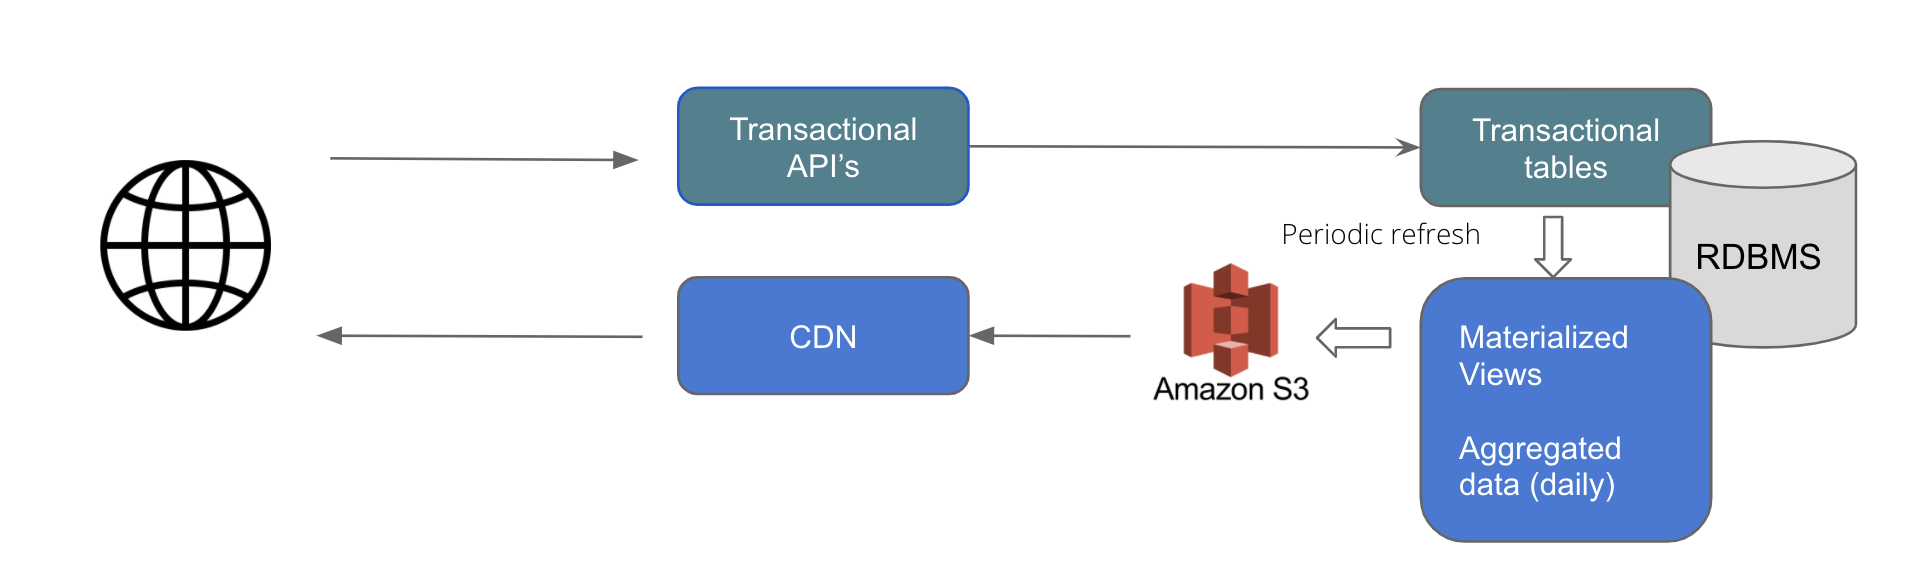 Transactional
API’s
Transactional
tables
Periodic refresh
RDBMS
CDN
Amazon S3
Materialized
Views
Aggregated
data (daily)